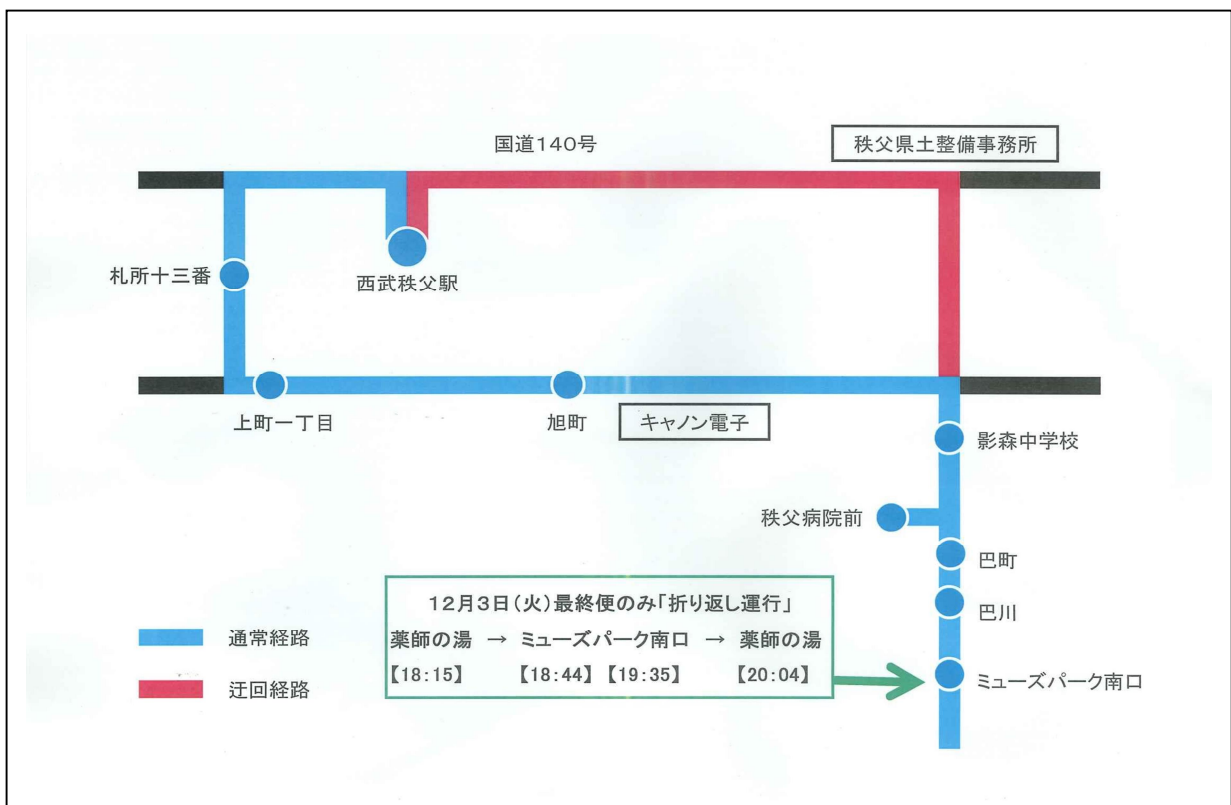 国道140号
秩父県土整備事務所
札所十三番
西武秩父駅
上町一丁目
旭町
キャノン電子
影森中学校
秩父病院前
巴町
巴川
12月3日(火)最終便のみ「折り返し運行」
薬師の湯 → ミューズパーク南口 → 薬師の湯
【18:15】 【18:44】【19:35】 【20:04】
ミューズパーク南口
通常経路
迂回経路